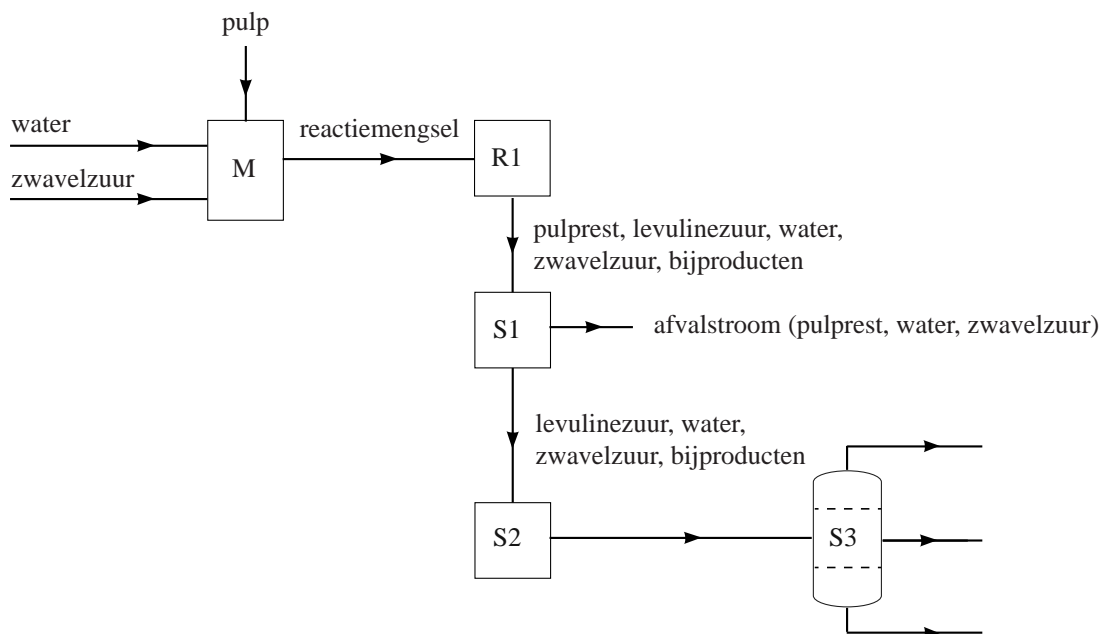 pulp
water
zwavelzuur
M
reactiemengsel
R1
pulprest, levulinezuur, water,
zwavelzuur, bijproducten
S1
afvalstroom (pulprest, water, zwavelzuur)
levulinezuur, water,
zwavelzuur, bijproducten
S2
S3